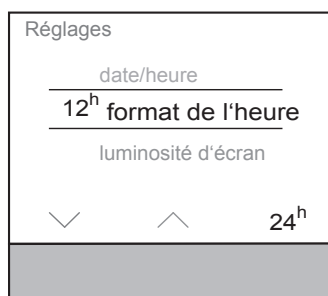 Réglages
date/heure
12h format de l‘heure
luminosité d‘écran
24h